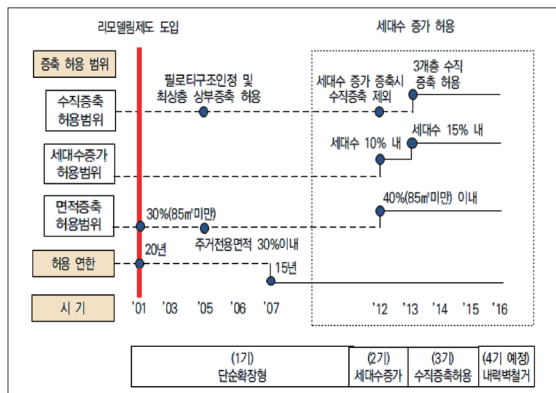 리모델링제도 도입
세대수 증가 허용
증축 허용 범위
수직증축
허용범위
필로티구조인정 및
최상층 상부증축 허용
세대수 증가 증축시
수직증축 제외
3개층 수직
증축 허용
세대수증가
허용범위
세대수 10% 내
세대수 15% 내
면적증축
허용범위
30%(85㎡미만)
주거전용면적 30%이내
40%(85㎡미만) 이내
허용 연한
20년
15년
시 기
'01 '03 '05 '06 '07 '12 '13 '14 '15 '16
(1기)
단순확장형
(2기)
세대수증가
(3기)
수직증축허용
(4기 예정)
내력벽철거